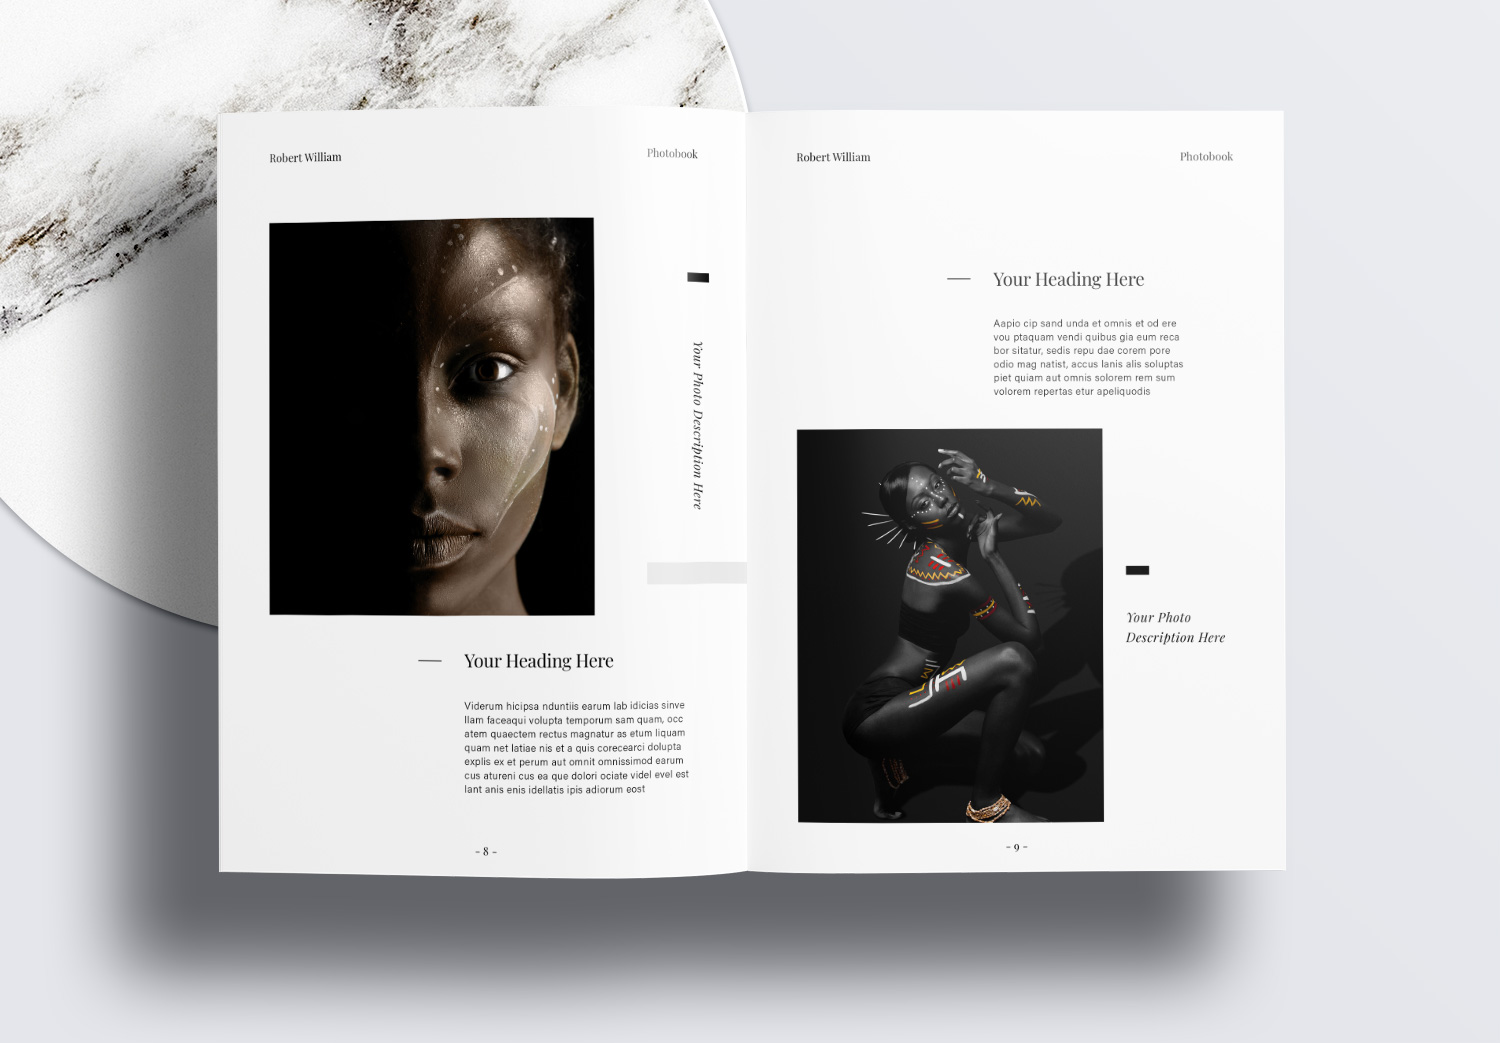 Robert William
Photobook
Your Photo Description Here
Your Heading Here
Viderum hicipsa nduntiis earum lab idicias sinve
llam faceaqui volupta temporum sam quam, occ
atem quaectem rectus magnatur as etum liquam
quam net latiae nis et a quis corecearci dolupta
explis ex et perum aut omnit omnissimod earum
cus atureni cus ea que dolori ociate videl evel est
lant anis enis idellatis ipis adiorum eost
- 8 -
Robert William
Photobook
Your Heading Here
Aapio cip sand unda et omnis et od ere
vou ptaquam vendi quibus gia eum reca
bor sitatur, sedis repu dae corem pore
odio mag natist, accus lanis alis soluptas
piet quiam aut omnis solorem rem sum
volorem repertas etur apeliquodis
Your Photo
Description Here
- 9 -